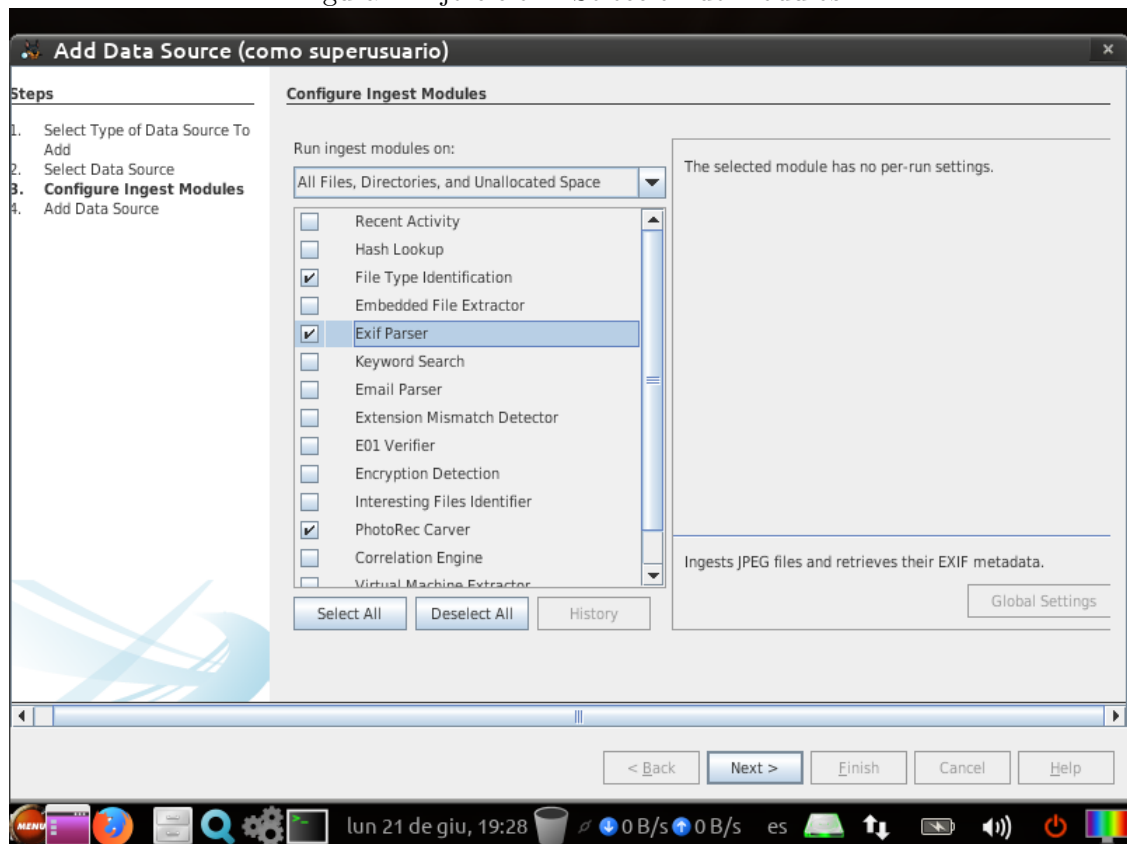 Add Data Source (como superusuario)
Steps
1. Select Type of Data Source To
Add
2. Select Data Source
3. Configure Ingest Modules
4. Add Data Source
Configure Ingest Modules
Run ingest modules on:
All Files, Directories, and Unallocated Space
Recent Activity
Hash Lookup
File Type Identification
Embedded File Extractor
Exif Parser
Keyword Search
Email Parser
Extension Mismatch Detector
E01 Verifier
Encryption Detection
Interesting Files Identifier
PhotoRec Carver
Correlation Engine
Virtual Machine Extractor
Select All Deselect All History
The selected module has no per-run settings.
Ingests JPEG files and retrieves their EXIF metadata.
Global Settings
< Back Next > Finish Cancel Help
MENU lun 21 de giu, 19:28 0 B/s 0 B/s es